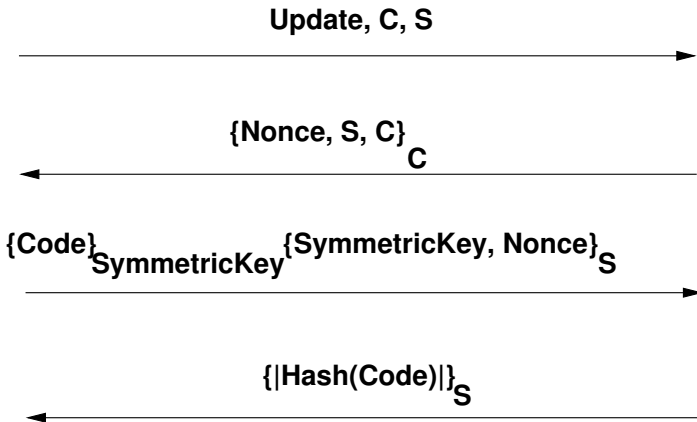 Update, C, S
{Nonce, S, C}C
{Code}SymmetricKey{SymmetricKey, Nonce}S
{|Hash(Code)|}S